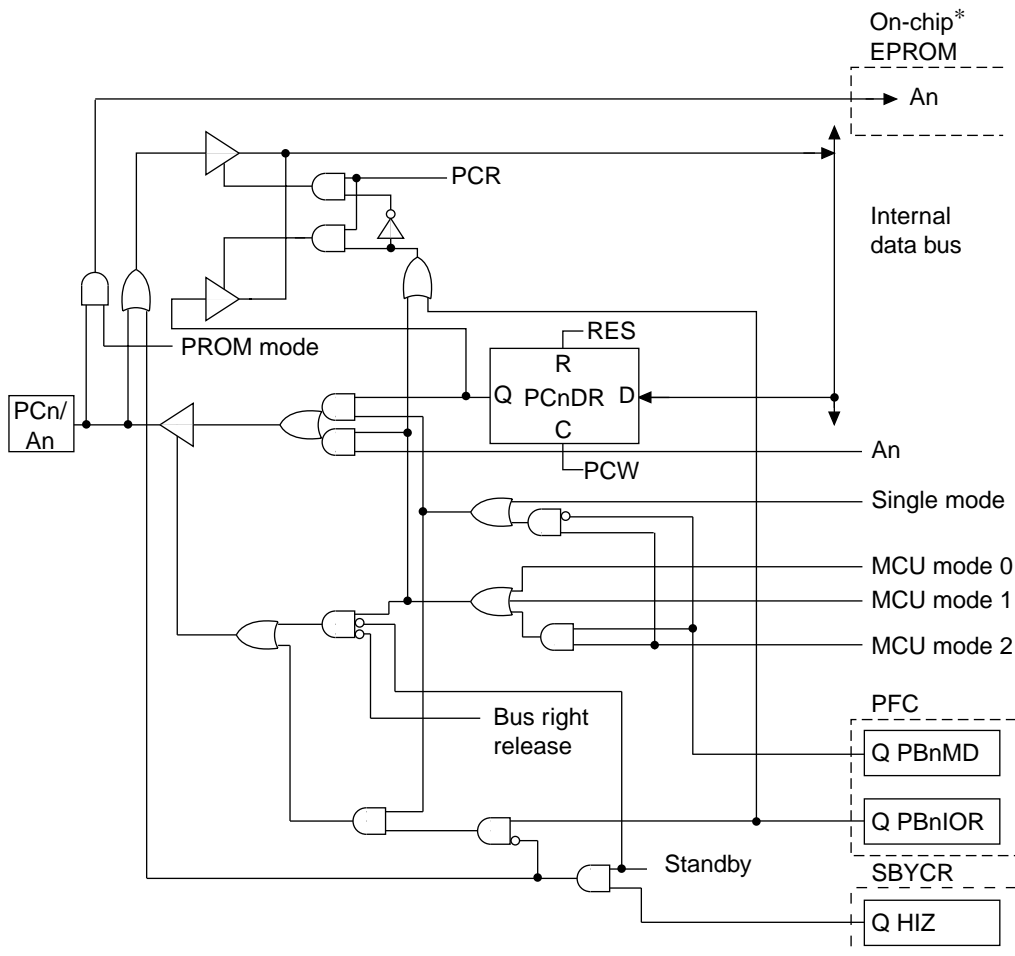 On-chip*
EPROM
An
PCR
Internal
data bus
PROM mode
RES
R
Q PCnDR D
C
PCW
PCn/
An
An
Single mode
MCU mode 0
MCU mode 1
MCU mode 2
Bus right
release
PFC
Q PBnMD
Q PBnIOR
Standby
SBYCR
Q HIZ